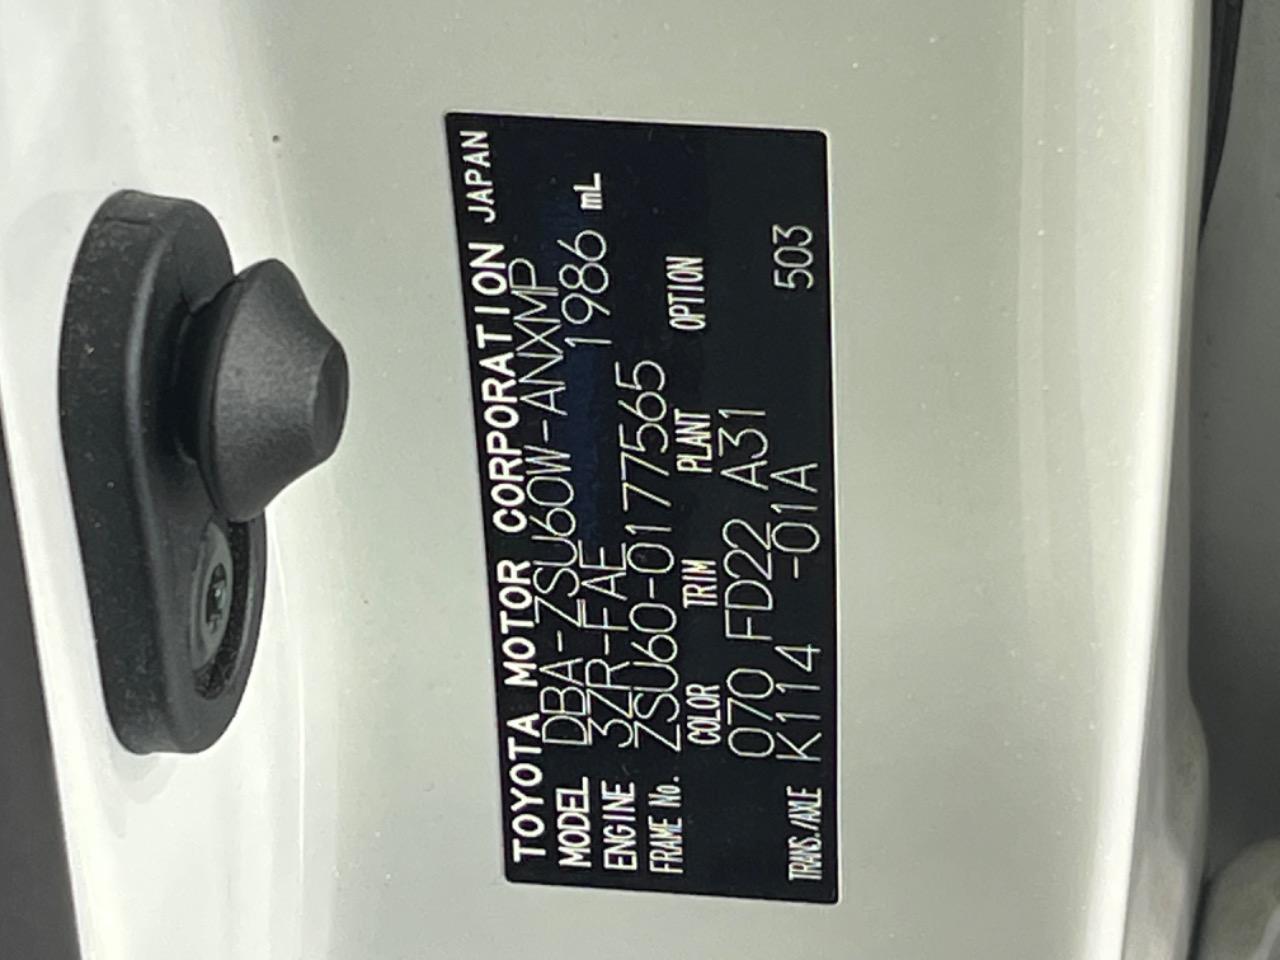 TOYOTA MOTOR CORPORATION JAPAN
MODEL DBA-ZSU60W-ANXMP
ENGINE 3ZR-FAE 1986 mL
FRAME No. ZSU60-0177565
COLOR TRIM PLANT OPTION
070 FD22 A31
TRANS./AXLE K114 -01A 503